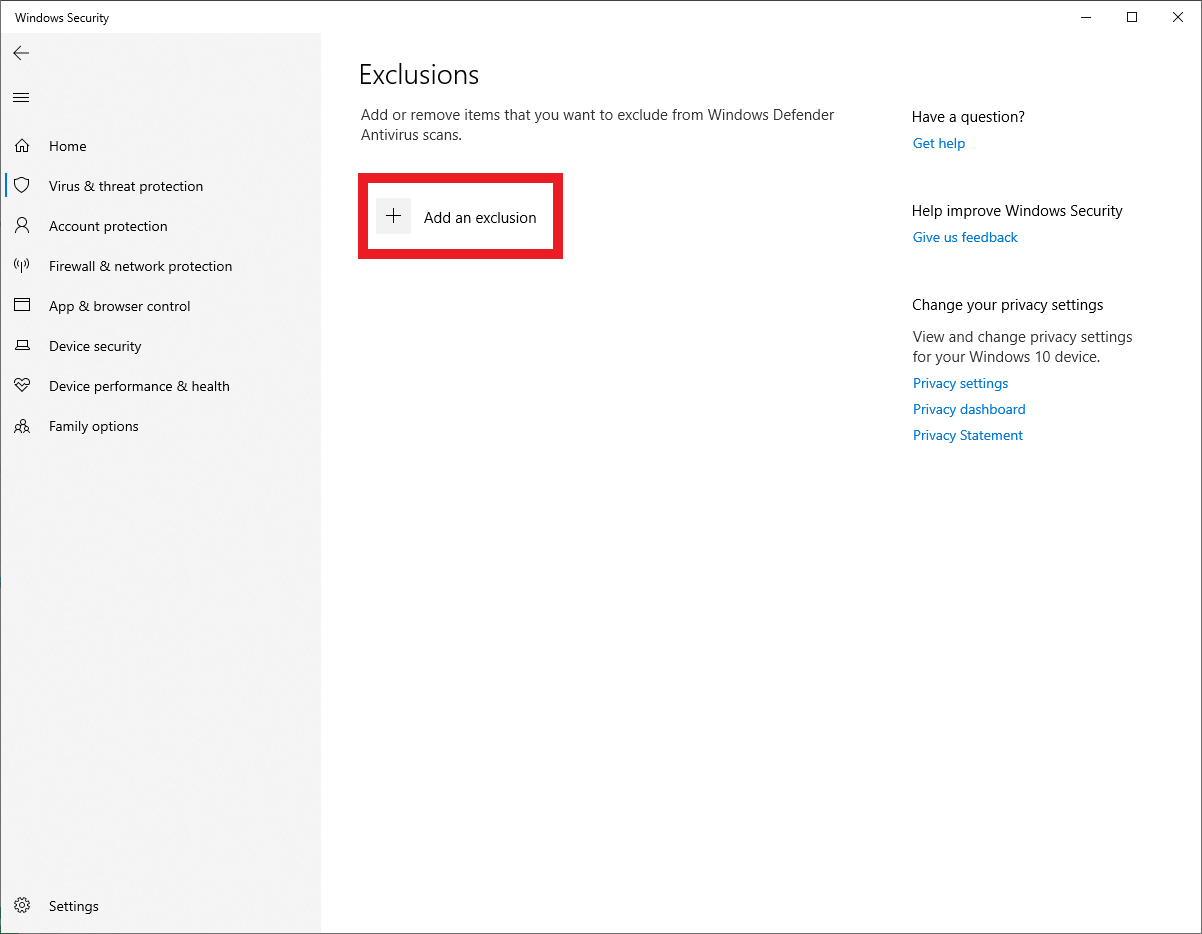 Windows Security
Home
Virus & threat protection
Account protection
Firewall & network protection
App & browser control
Device security
Device performance & health
Family options
Settings
Exclusions
Add or remove items that you want to exclude from Windows Defender
Antivirus scans.
Add an exclusion
Have a question?
Get help
Help improve Windows Security
Give us feedback
Change your privacy settings
View and change privacy settings
for your Windows 10 device.
Privacy settings
Privacy dashboard
Privacy Statement